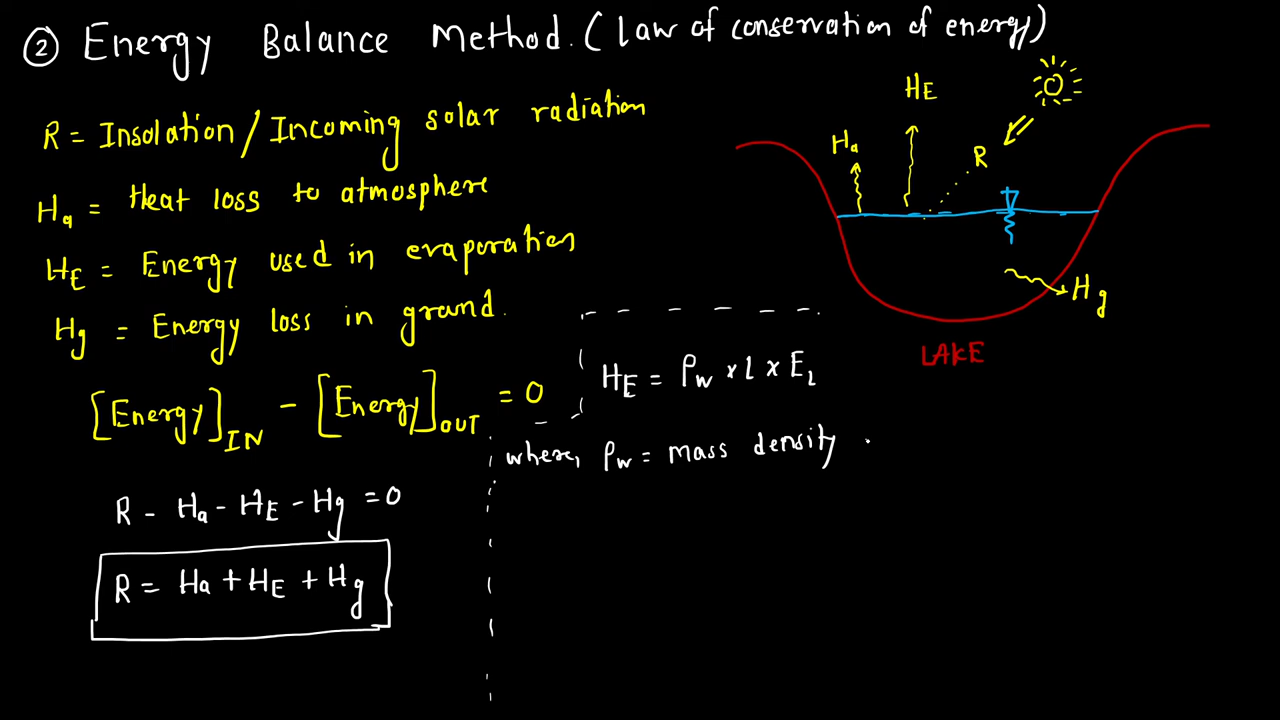 ② Energy Balance Method. (Law of conservation of energy)
R = Insolation / Incoming solar radiation
Ha = Heat loss to atmosphere
HE = Energy used in evaporation
Hg = Energy loss in ground.
[Energy]IN - [Energy]OUT = 0
R - Ha - HE - Hg = 0
R = Ha + HE + Hg
HE = ρw × L × EL
where, ρw = mass density
HE
Ha
R
Hg
LAKE